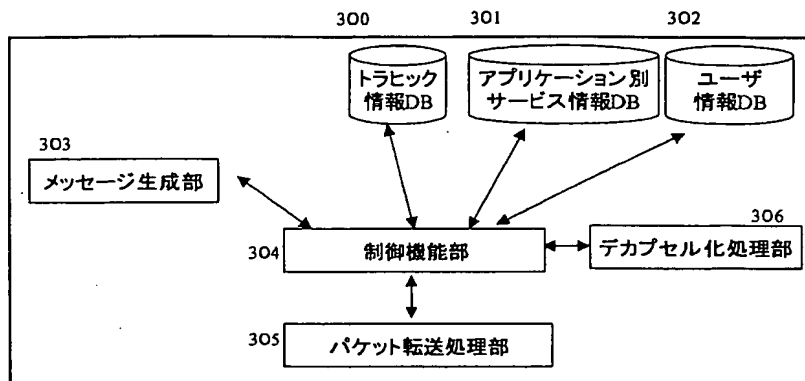 300
301
302
トラヒック
情報DB
アプリケーション別
サービス情報DB
ユーザ
情報DB
303
メッセージ生成部
306
304
制御機能部
デカプセル化処理部
305
パケット転送処理部